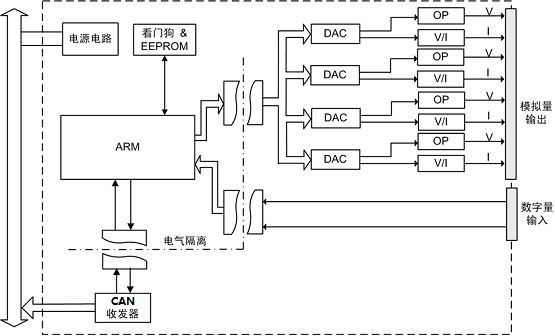 电源电路
看门狗 &
EEPROM
ARM
DAC
DAC
DAC
DAC
OP
V/I
OP
V/I
OP
V/I
OP
V/I
V
I
V
I
V
I
V
I
模拟量
输出
数字量
输入
电气隔离
CAN
收发器